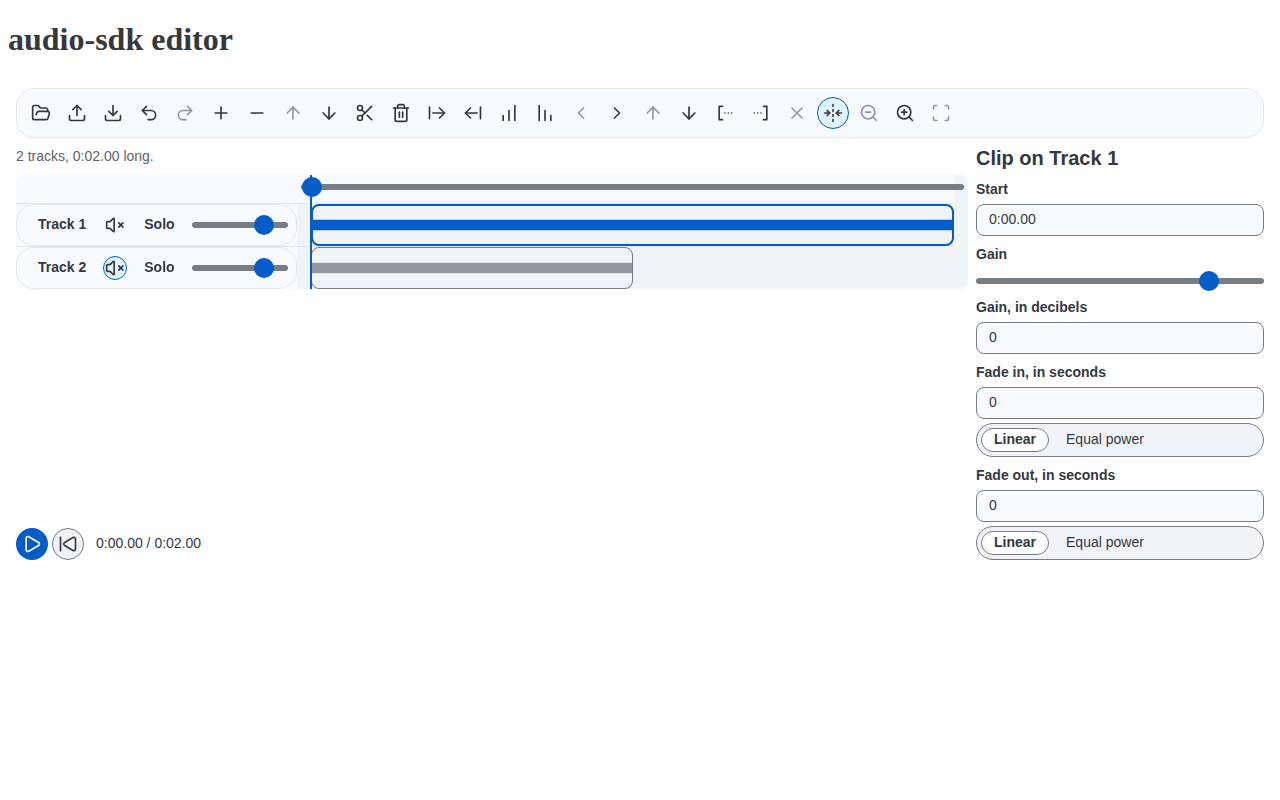 audio-sdk editor
2 tracks, 0:02.00 long.
Track 1 Solo
Track 2 Solo
0:00.00 / 0:02.00
Clip on Track 1
Start
0:00.00
Gain
Gain, in decibels
0
Fade in, in seconds
0
Linear Equal power
Fade out, in seconds
0
Linear Equal power